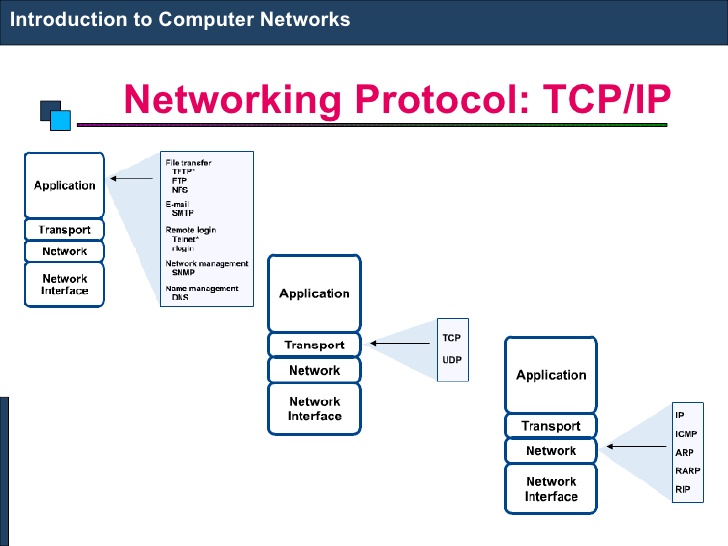 Introduction to Computer Networks
Networking Protocol: TCP/IP
Application
Transport
Network
Network
Interface
File transfer
TFTP*
FTP
NFS
E-mail
SMTP
Remote login
Telnet*
rlogin
Network management
SNMP
Name management
DNS
Application
Transport
Network
Network
Interface
TCP
UDP
Application
Transport
Network
Network
Interface
IP
ICMP
ARP
RARP
RIP